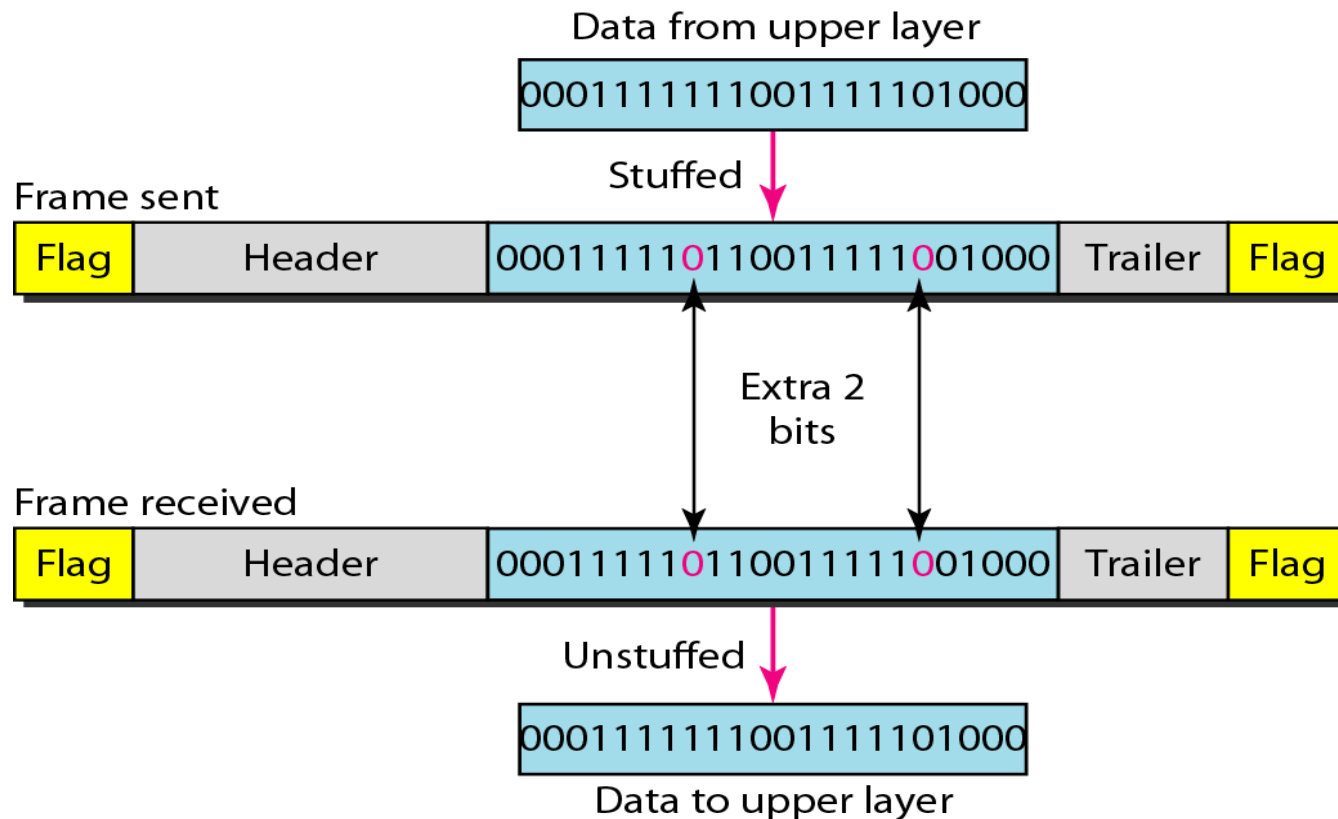 Data from upper layer
0001111111001111101000
Stuffed
Frame sent
Flag Header 000111110110011111001000 Trailer Flag
Extra 2
bits
Frame received
Flag Header 000111110110011111001000 Trailer Flag
Unstuffed
0001111111001111101000
Data to upper layer